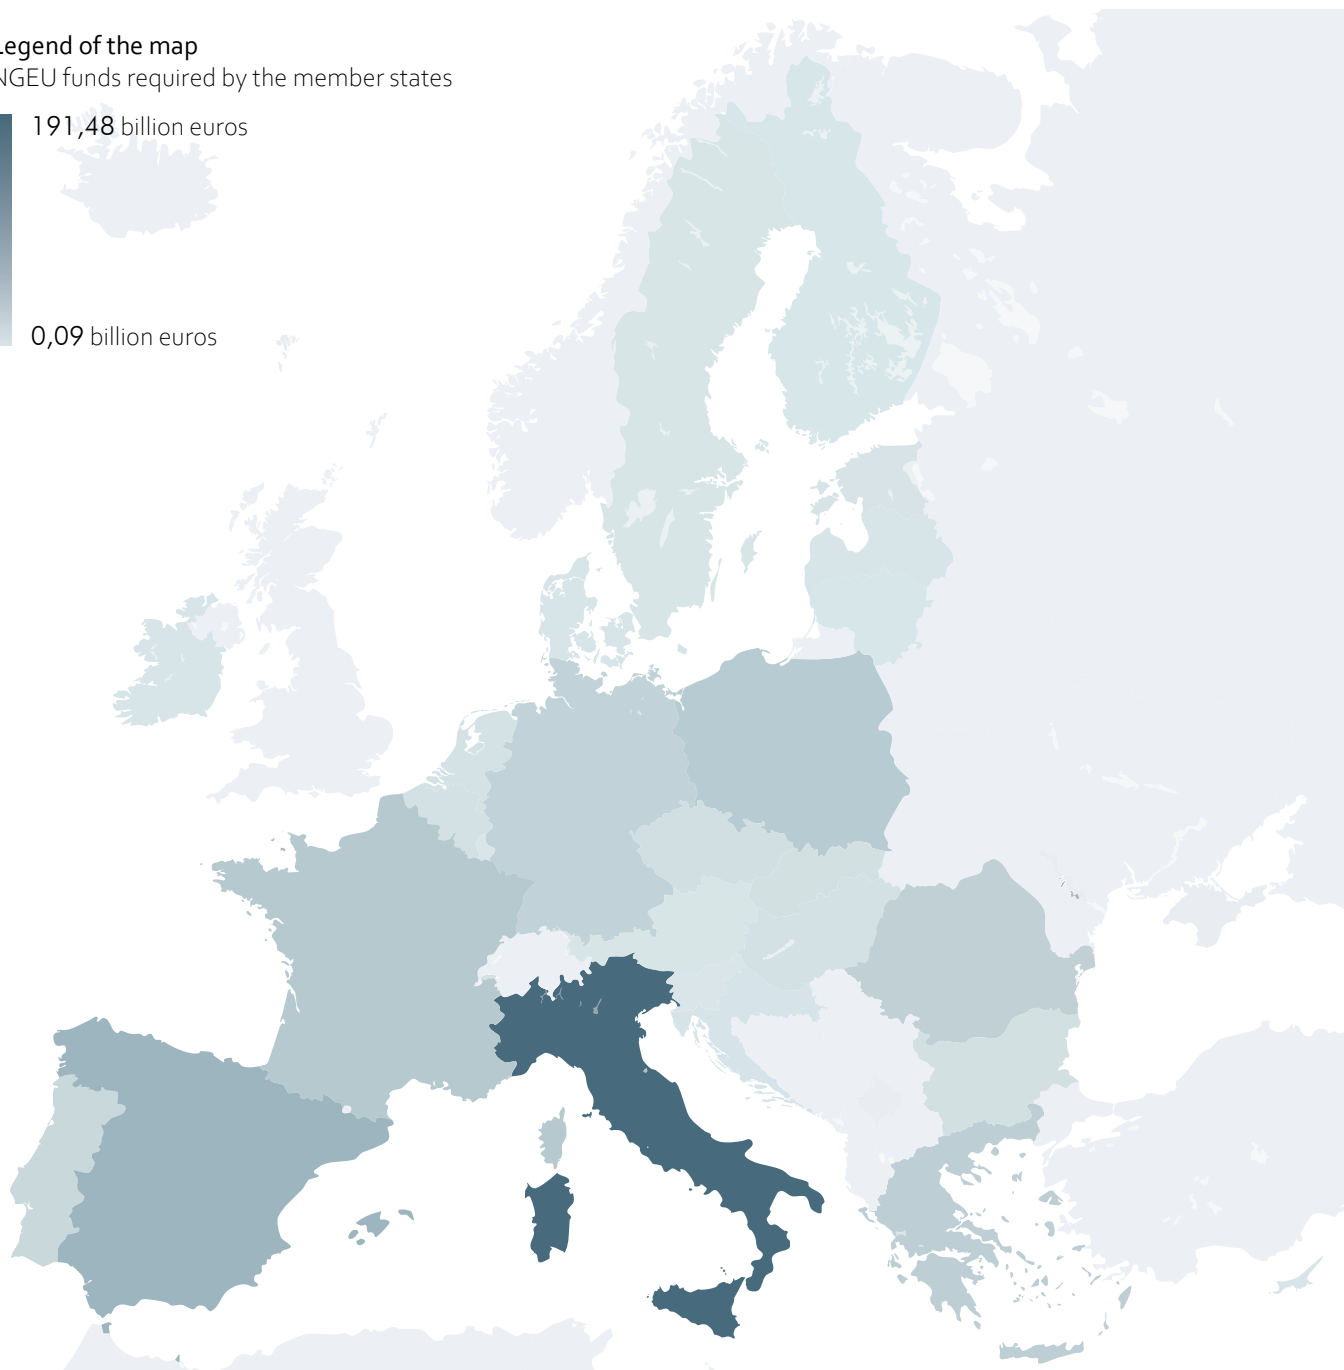 Legend of the map
NGEU funds required by the member states
191,48 billion euros
0,09 billion euros